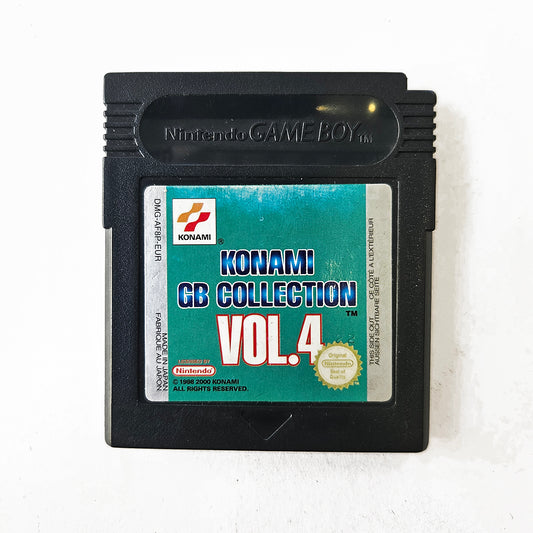 Nintendo GAME BOY TM
DMG-AF8P-EUR
KONAMI ®
KONAMI
GB COLLECTION TM
VOL.4
LICENSED BY
Nintendo
© 1998 2000 KONAMI
ALL RIGHTS RESERVED.
Original
Nintendo
Seal of
Quality
MADE IN JAPAN
FABRIQUÉ AU JAPON
THIS SIDE OUT CE CÔTÉ À L'EXTÉRIEUR
AUSSEN SICHTBARE SEITE